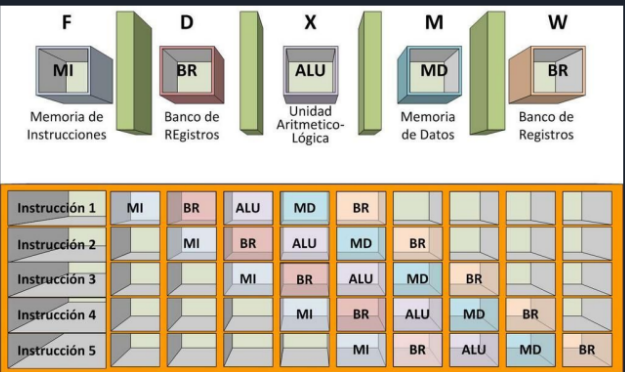 F D X M W
MI BR ALU MD BR
Memoria de Instrucciones
Banco de REgistros
Unidad Aritmetico-Lógica
Memoria de Datos
Banco de Registros
Instrucción 1 MI BR ALU MD BR
Instrucción 2 MI BR ALU MD BR
Instrucción 3 MI BR ALU MD BR
Instrucción 4 MI BR ALU MD BR
Instrucción 5 MI BR ALU MD BR